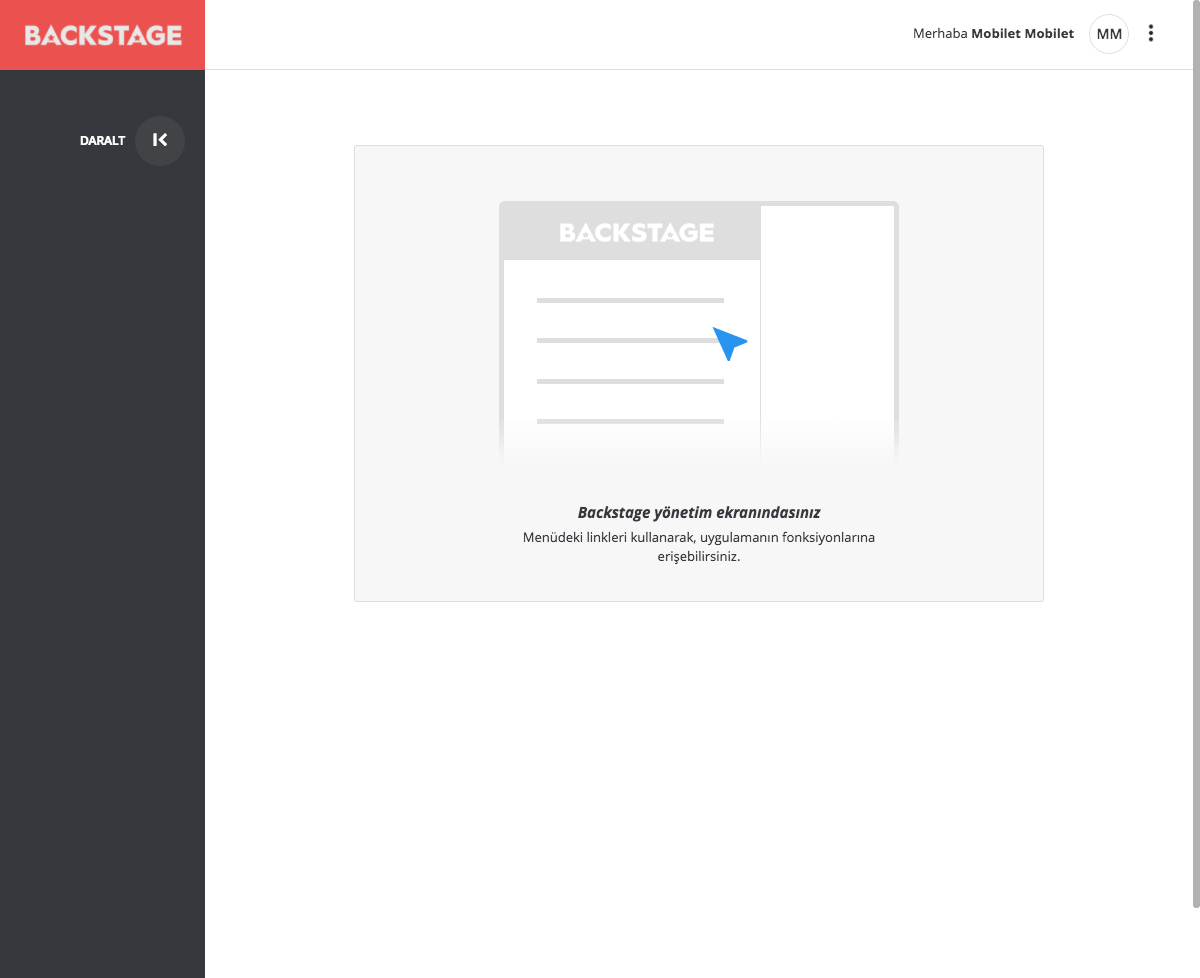 BACKSTAGE
Merhaba Mobilet Mobilet
MM
DARALT
BACKSTAGE
Backstage yönetim ekranındasınız
Menüdeki linkleri kullanarak, uygulamanın fonksiyonlarına
erişebilirsiniz.